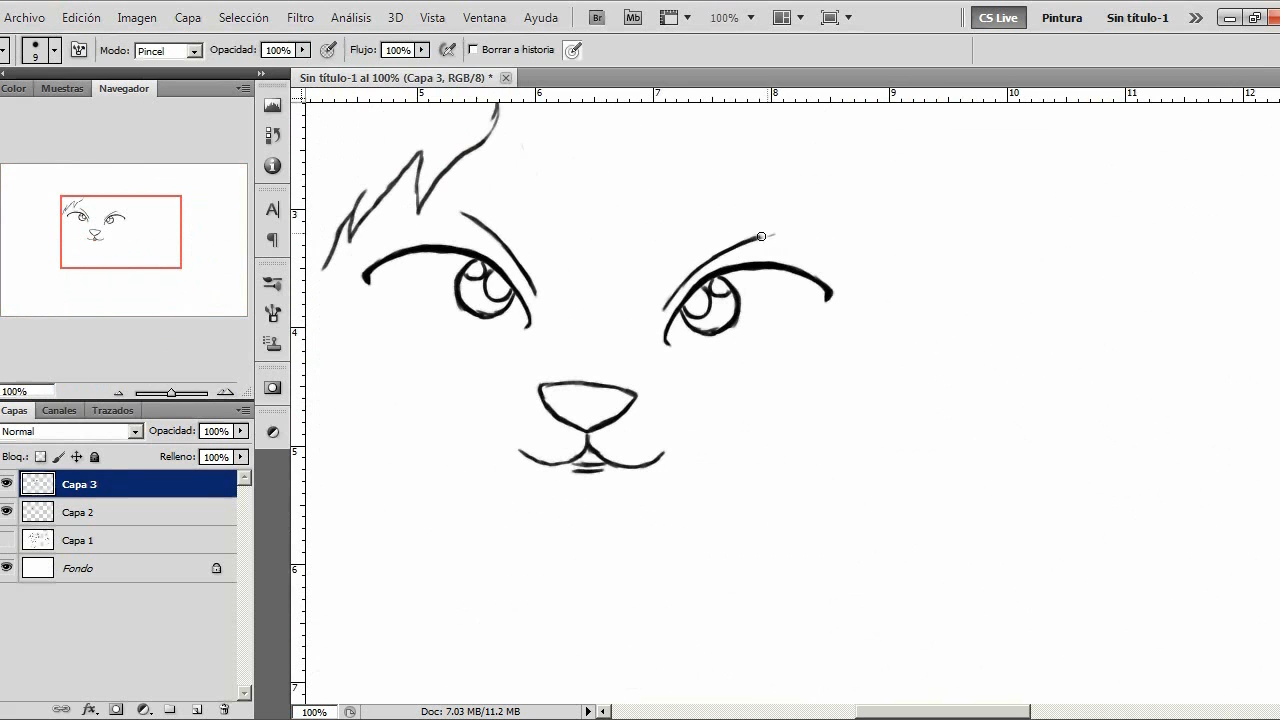 Archivo Edición Imagen Capa Selección Filtro Análisis 3D Vista Ventana Ayuda Br Mb 100% CS Live Pintura Sin título-1
9 Modo: Pincel Opacidad: 100% Flujo: 100% Borrar a historia
Color Muestras Navegador
Sin título-1 al 100% (Capa 3, RGB/8) *
5 6 7 8 9 10 11 12
3
4
5
6
7
100%
Capas Canales Trazados
Normal Opacidad: 100%
Bloq.: Relleno: 100%
Capa 3
Capa 2
Capa 1
Fondo
100% Doc: 7.03 MB/11.2 MB